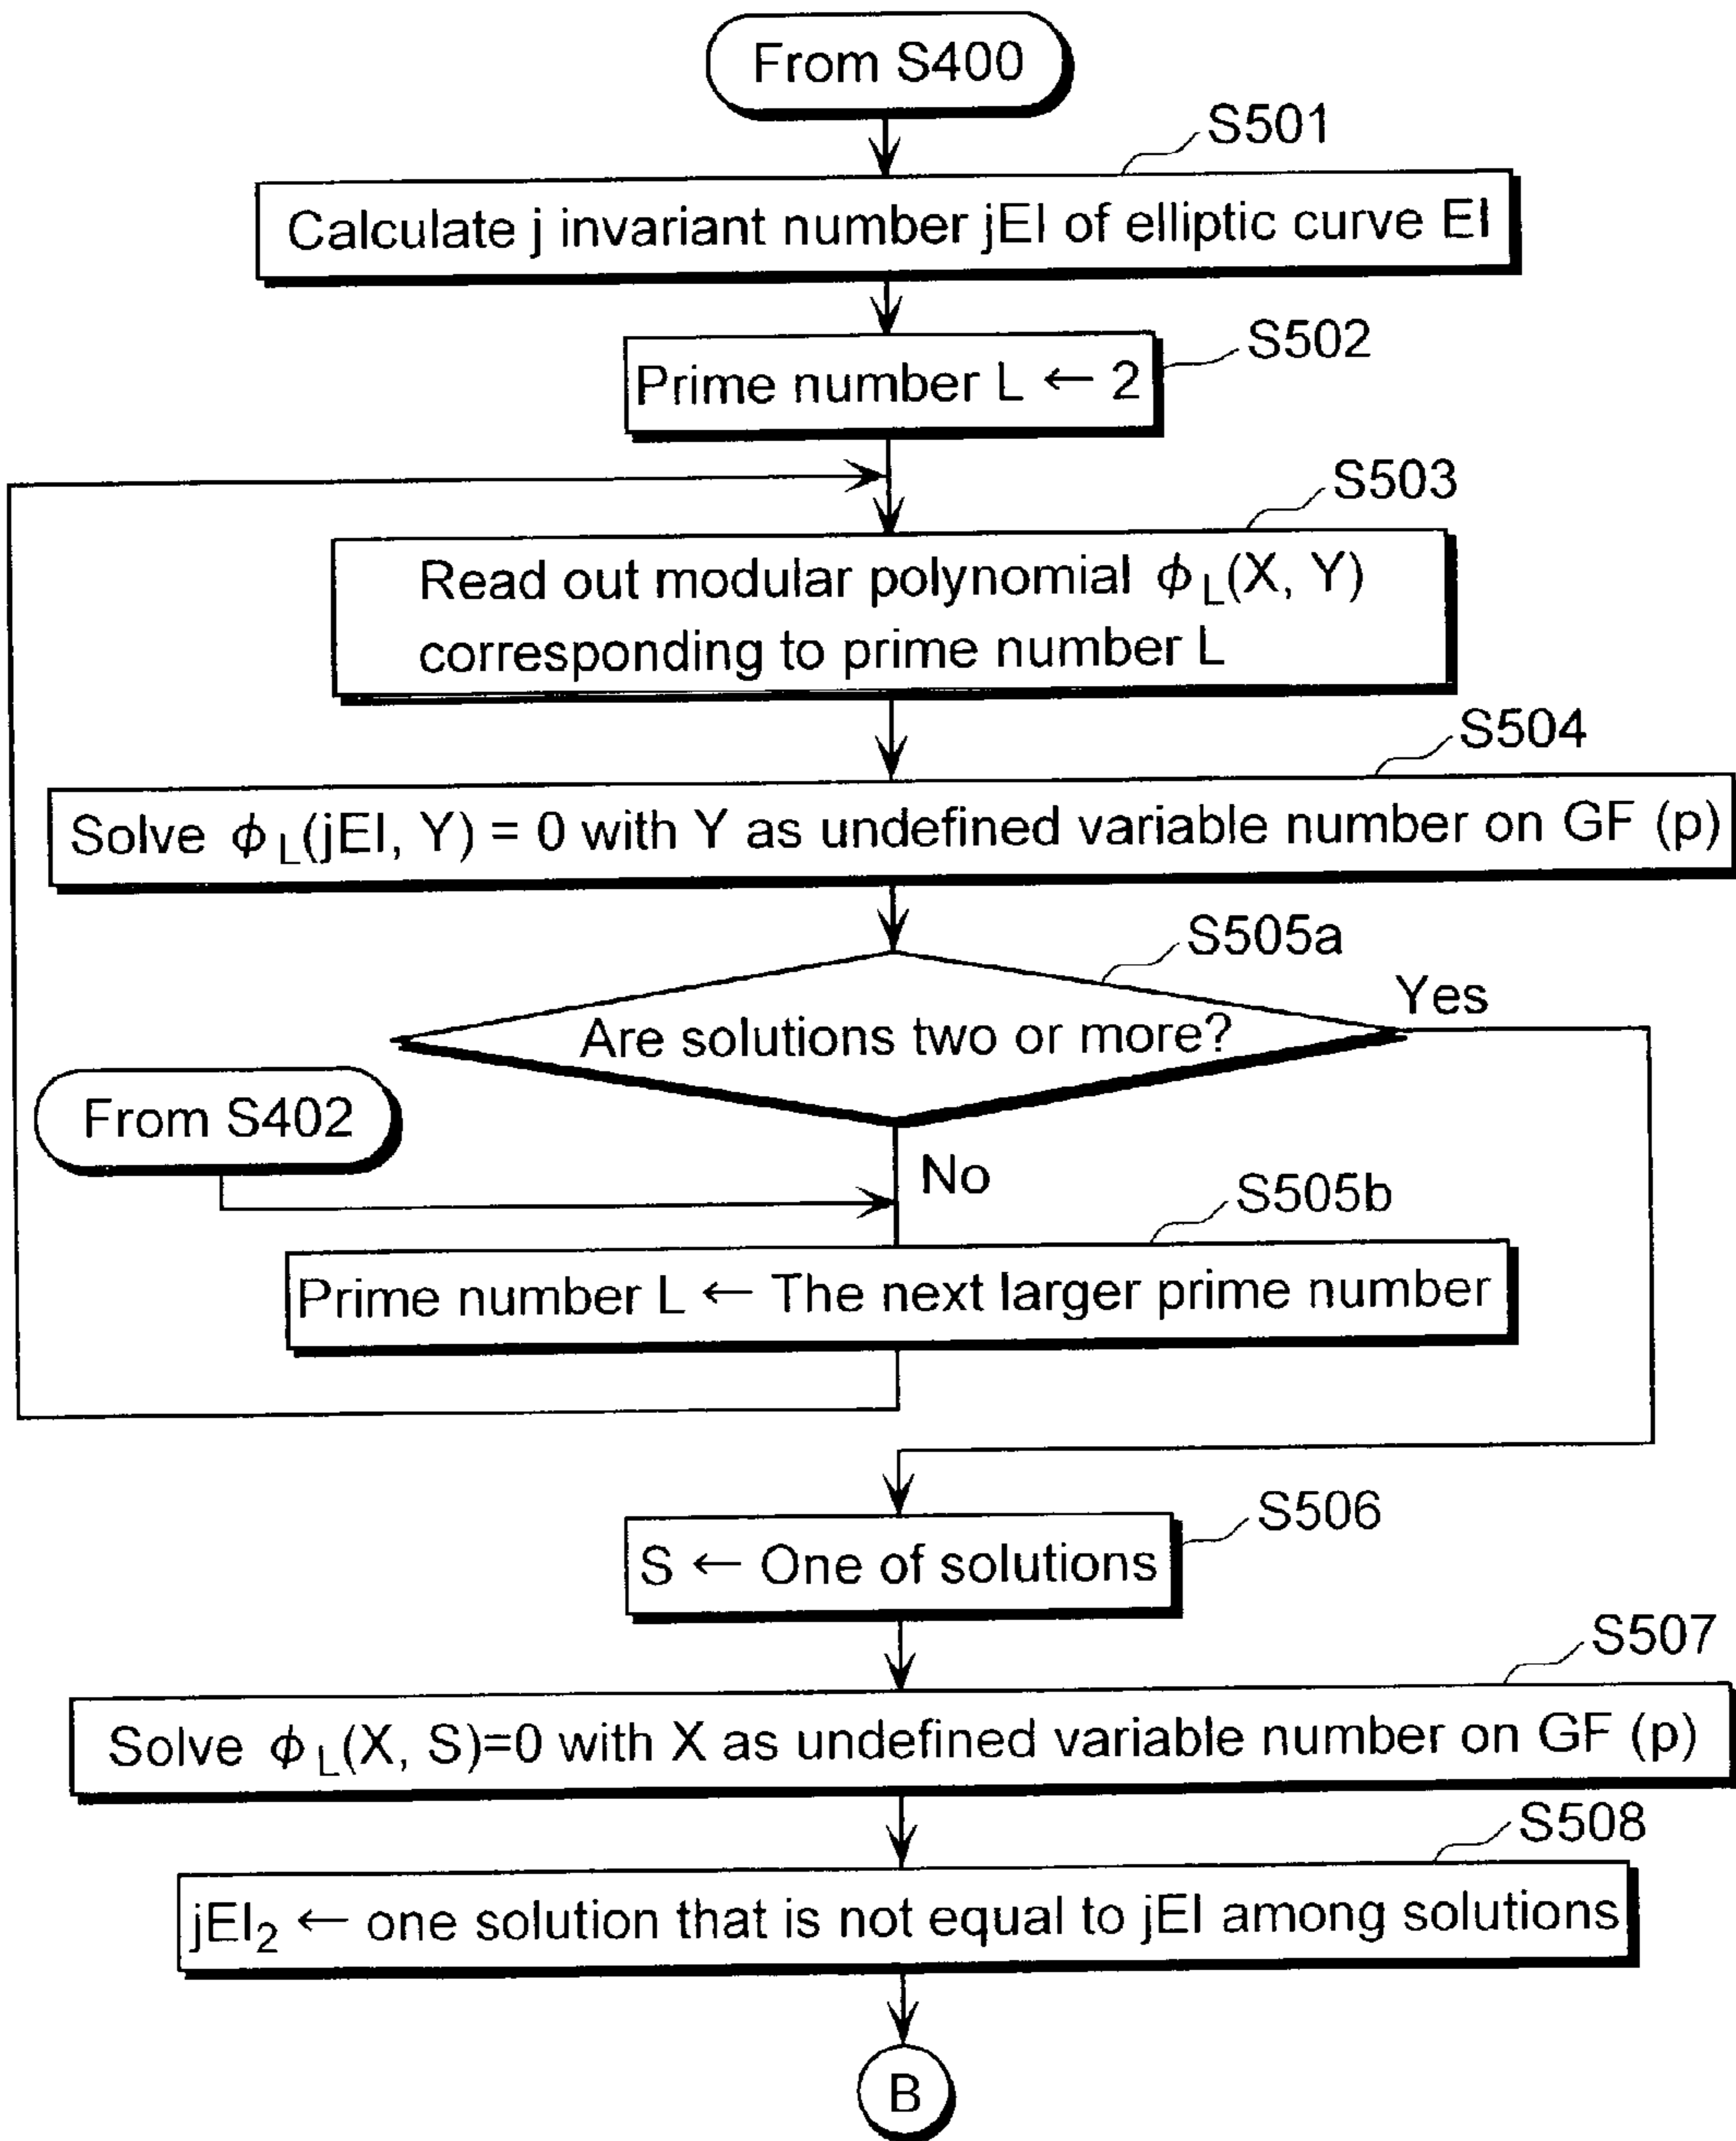 From S400
S501
Calculate j invariant number jEI of elliptic curve EI
S502
Prime number L ← 2
S503
Read out modular polynomial ϕL(X, Y)
corresponding to prime number L
S504
Solve ϕL(jEI, Y) = 0 with Y as undefined variable number on GF (p)
S505a
Yes
Are solutions two or more?
From S402
No
S505b
Prime number L ← The next larger prime number
S506
S ← One of solutions
S507
Solve ϕL(X, S)=0 with X as undefined variable number on GF (p)
S508
jEI₂ ← one solution that is not equal to jEI among solutions
B